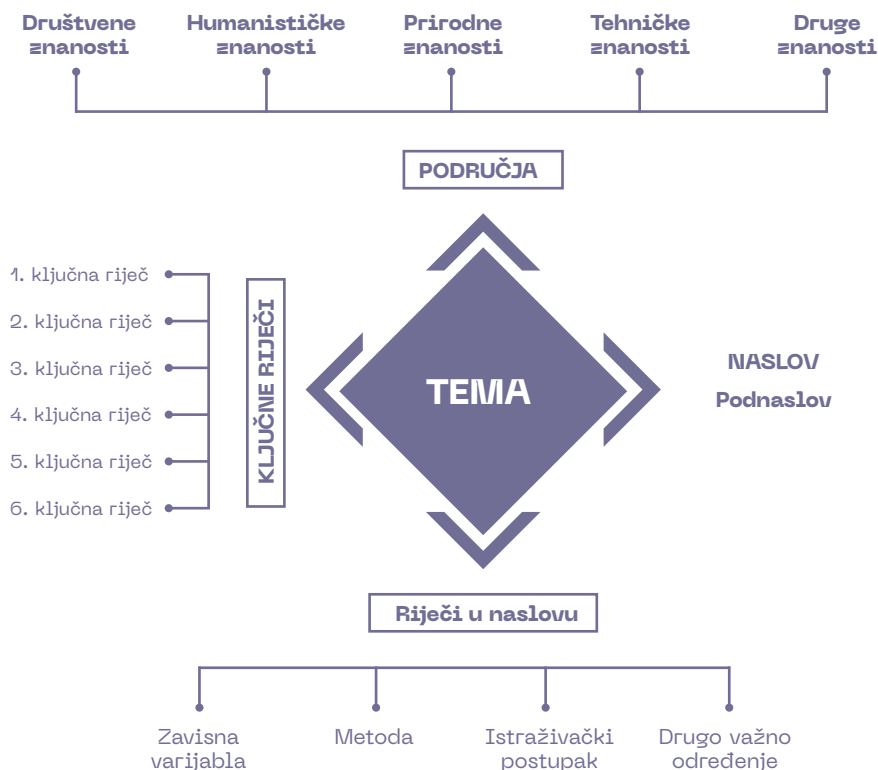 Društvene
znanosti
Humanističke
znanosti
Prirodne
znanosti
Tehničke
znanosti
Druge
znanosti
PODRUČJA
1. ključna riječ
2. ključna riječ
3. ključna riječ
4. ključna riječ
5. ključna riječ
6. ključna riječ
KLJUČNE RIJEČI
TEMA
NASLOV
Podnaslov
Riječi u naslovu
Zavisna
varijabla
Metoda
Istraživački
postupak
Drugo važno
određenje